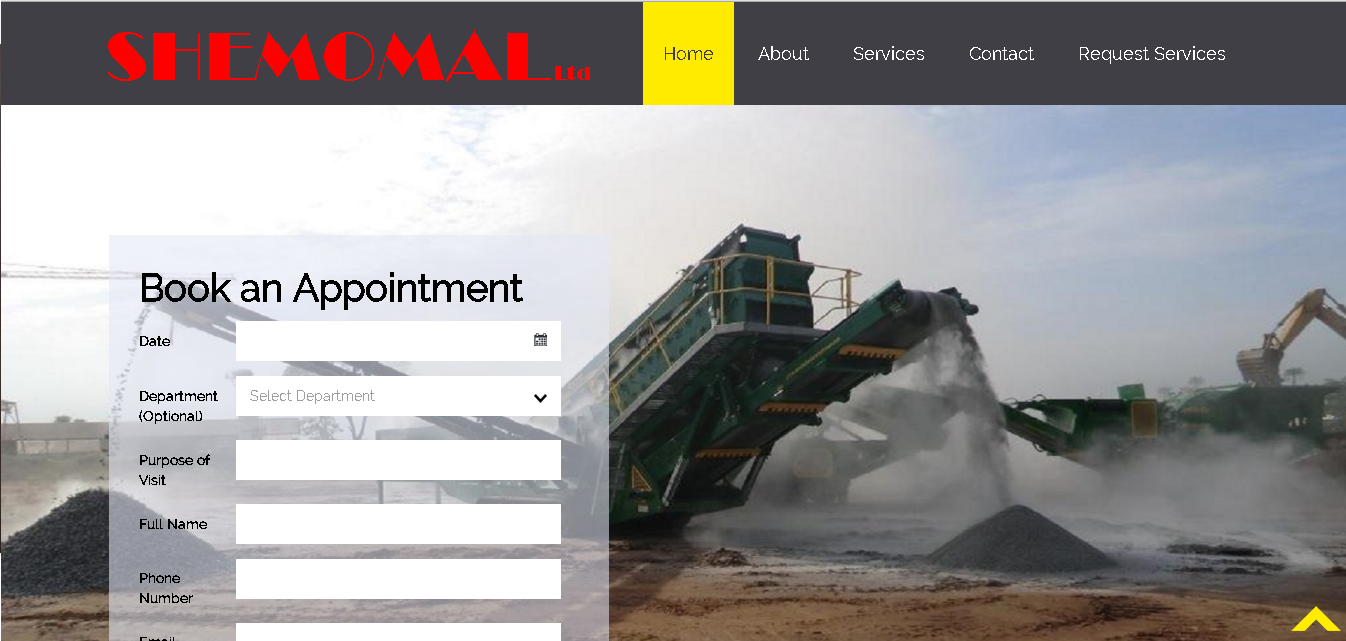 SHEMOMAL Ltd
Home About Services Contact Request Services
Book an Appointment
Date
Department
(Optional)
Select Department
Purpose of
Visit
Full Name
Phone
Number
Email